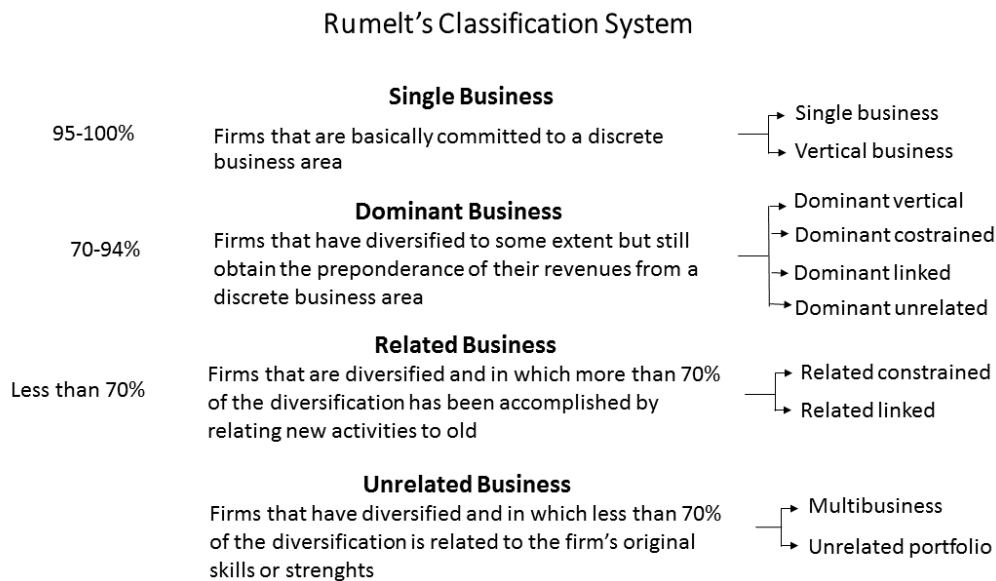 Rumelt's Classification System
Single Business
95-100%
Firms that are basically committed to a discrete
business area
Single business
Vertical business
Dominant Business
70-94%
Firms that have diversified to some extent but still
obtain the preponderance of their revenues from a
discrete business area
Dominant vertical
Dominant costrained
Dominant linked
Dominant unrelated
Related Business
Less than 70%
Firms that are diversified and in which more than 70%
of the diversification has been accomplished by
relating new activities to old
Related constrained
Related linked
Unrelated Business
Firms that have diversified and in which less than 70%
of the diversification is related to the firm's original
skills or strenghts
Multibusiness
Unrelated portfolio